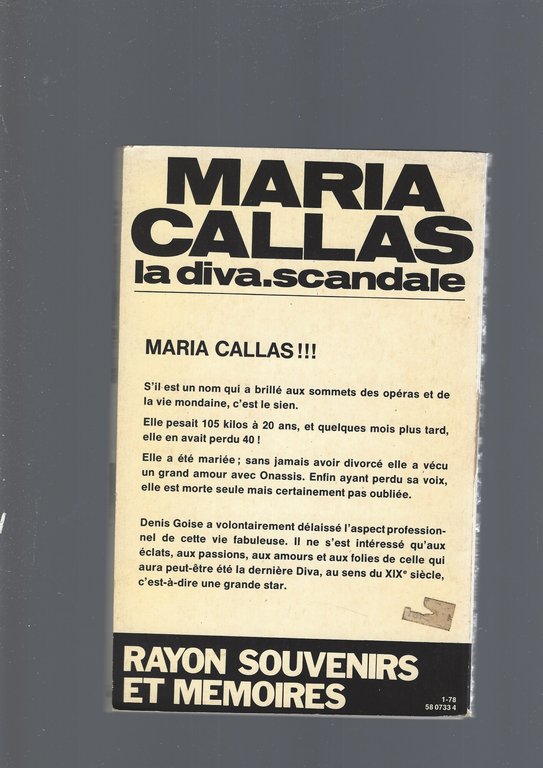 MARIA
CALLAS
la diva.scandale
MARIA CALLAS!!!
S'il est un nom qui a brillé aux sommets des opéras et de
la vie mondaine, c'est le sien.
Elle pesait 105 kilos à 20 ans, et quelques mois plus tard,
elle en avait perdu 40 !
Elle a été mariée ; sans jamais avoir divorcé elle a vécu
un grand amour avec Onassis. Enfin ayant perdu sa voix,
elle est morte seule mais certainement pas oubliée.
Denis Goise a volontairement délaissé l'aspect profession-
nel de cette vie fabuleuse. Il ne s'est intéressé qu'aux
éclats, aux passions, aux amours et aux folies de celle qui
aura peut-être été la dernière Diva, au sens du XIXe siècle,
c'est-à-dire une grande star.
RAYON SOUVENIRS
ET MEMOIRES
1-78
58 0733 4